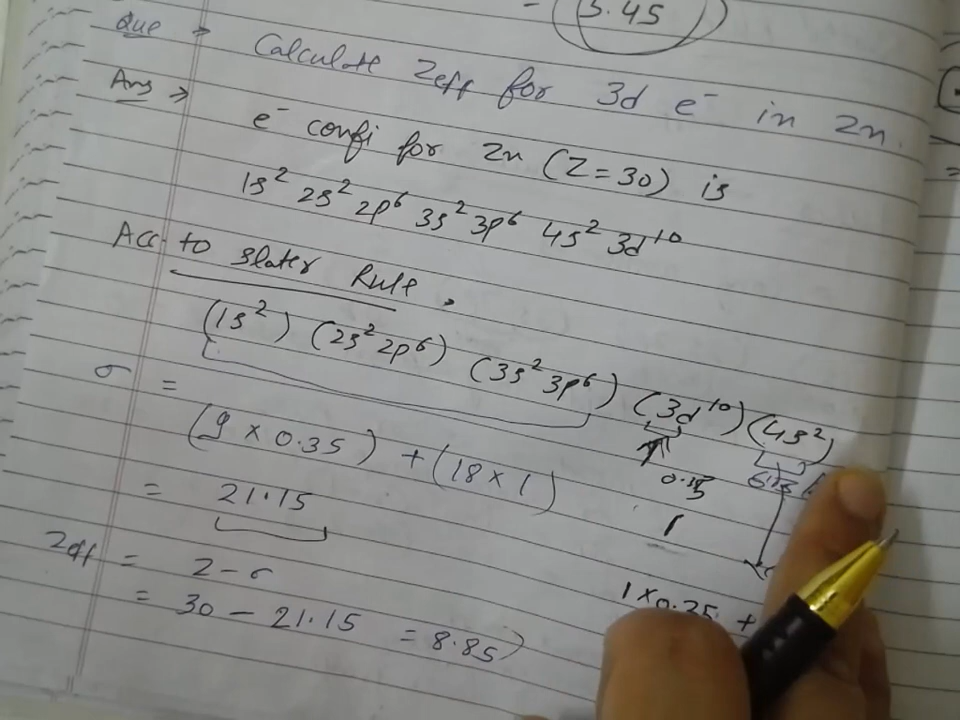 = (3.45)
Que → Calculate Zeff for 3d e⁻ in Zn.
Ans → e⁻ confi for Zn (Z=30) is
1s² 2s² 2p⁶ 3s² 3p⁶ 4s² 3d¹⁰
Acc. to slater Rule.
(1s²) (2s² 2p⁶) (3s² 3p⁶) (3d¹⁰) (4s²)
σ = (9 × 0.35) + (18 × 1)
= 21.15
Zeff = Z - σ
= 30 - 21.15 = 8.85
1
1×0.35 +